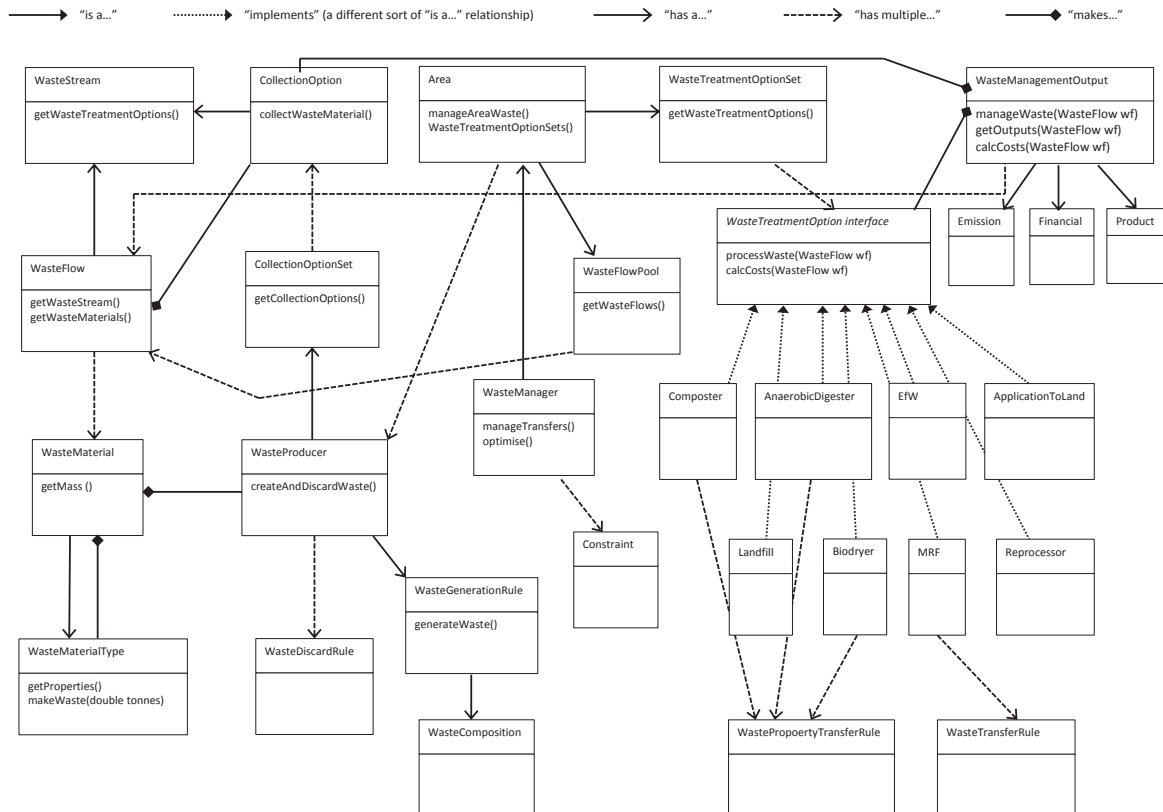 “is a…”
“implements” (a different sort of “is a…” relationship)
“has a…”
“has multiple…”
“makes…”
WasteStream
getWasteTreatmentOptions()
CollectionOption
collectWasteMaterial()
Area
manageAreaWaste()
WasteTreatmentOptionSets()
WasteTreatmentOptionSet
getWasteTreatmentOptions()
WasteManagementOutput
manageWaste(WasteFlow wf)
getOutputs(WasteFlow wf)
calcCosts(WasteFlow wf)
WasteTreatmentOption interface
processWaste(WasteFlow wf)
calcCosts(WasteFlow wf)
Emission
Financial
Product
WasteFlow
getWasteStream()
getWasteMaterials()
CollectionOptionSet
getCollectionOptions()
WasteFlowPool
getWasteFlows()
WasteManager
manageTransfers()
optimise()
Composter
AnaerobicDigester
EfW
ApplicationToLand
WasteMaterial
getMass ()
WasteProducer
createAndDiscardWaste()
Constraint
Landfill
Biodryer
MRF
Reprocessor
WasteGenerationRule
generateWaste()
WasteMaterialType
getProperties()
makeWaste(double tonnes)
WasteDiscardRule
WasteComposition
WastePropoertyTransferRule
WasteTransferRule